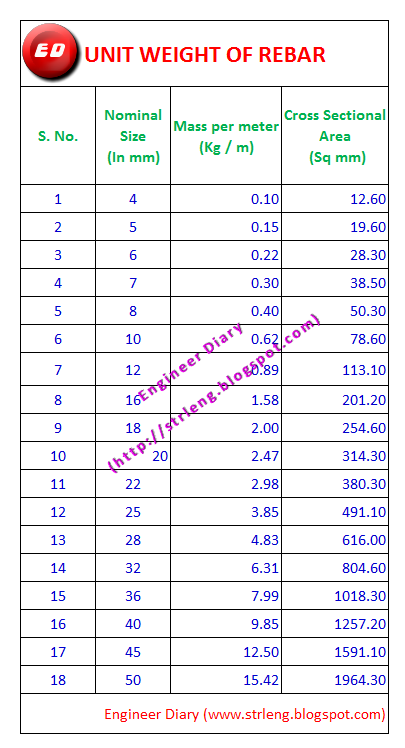 ED UNIT WEIGHT OF REBAR
S. No. Nominal Size (In mm) Mass per meter (Kg / m) Cross Sectional Area (Sq mm)
1 4 0.10 12.60
2 5 0.15 19.60
3 6 0.22 28.30
4 7 0.30 38.50
5 8 0.40 50.30
6 10 0.62 78.60
7 12 0.89 113.10
8 16 1.58 201.20
9 18 2.00 254.60
10 20 2.47 314.30
11 22 2.98 380.30
12 25 3.85 491.10
13 28 4.83 616.00
14 32 6.31 804.60
15 36 7.99 1018.30
16 40 9.85 1257.20
17 45 12.50 1591.10
18 50 15.42 1964.30
Engineer Diary
(http://strleng.blogspot.com)
Engineer Diary (www.strleng.blogspot.com)